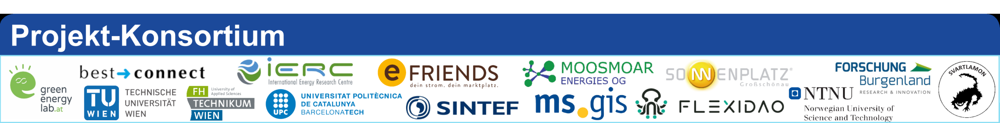 Projekt-Konsortium
green
energy
lab.at
best connect
iERC
International Energy Research Centre
e FRIENDS
dein strom. dein marktplatz.
MOOSMOAR
ENERGIES OG
SONNENPLATZ®
Großschönau
FORSCHUNG
Burgenland
RESEARCH & INNOVATION
SVARTLAMON
TU
WIEN
TECHNISCHE
UNIVERSITÄT
WIEN
FH University of
Applied Sciences
TECHNIKUM
WIEN
UPC
UNIVERSITAT POLITÈCNICA
DE CATALUNYA
BARCELONATECH
SINTEF
ms.gis
FLEXIDAO
NTNU
Norwegian University of
Science and Technology